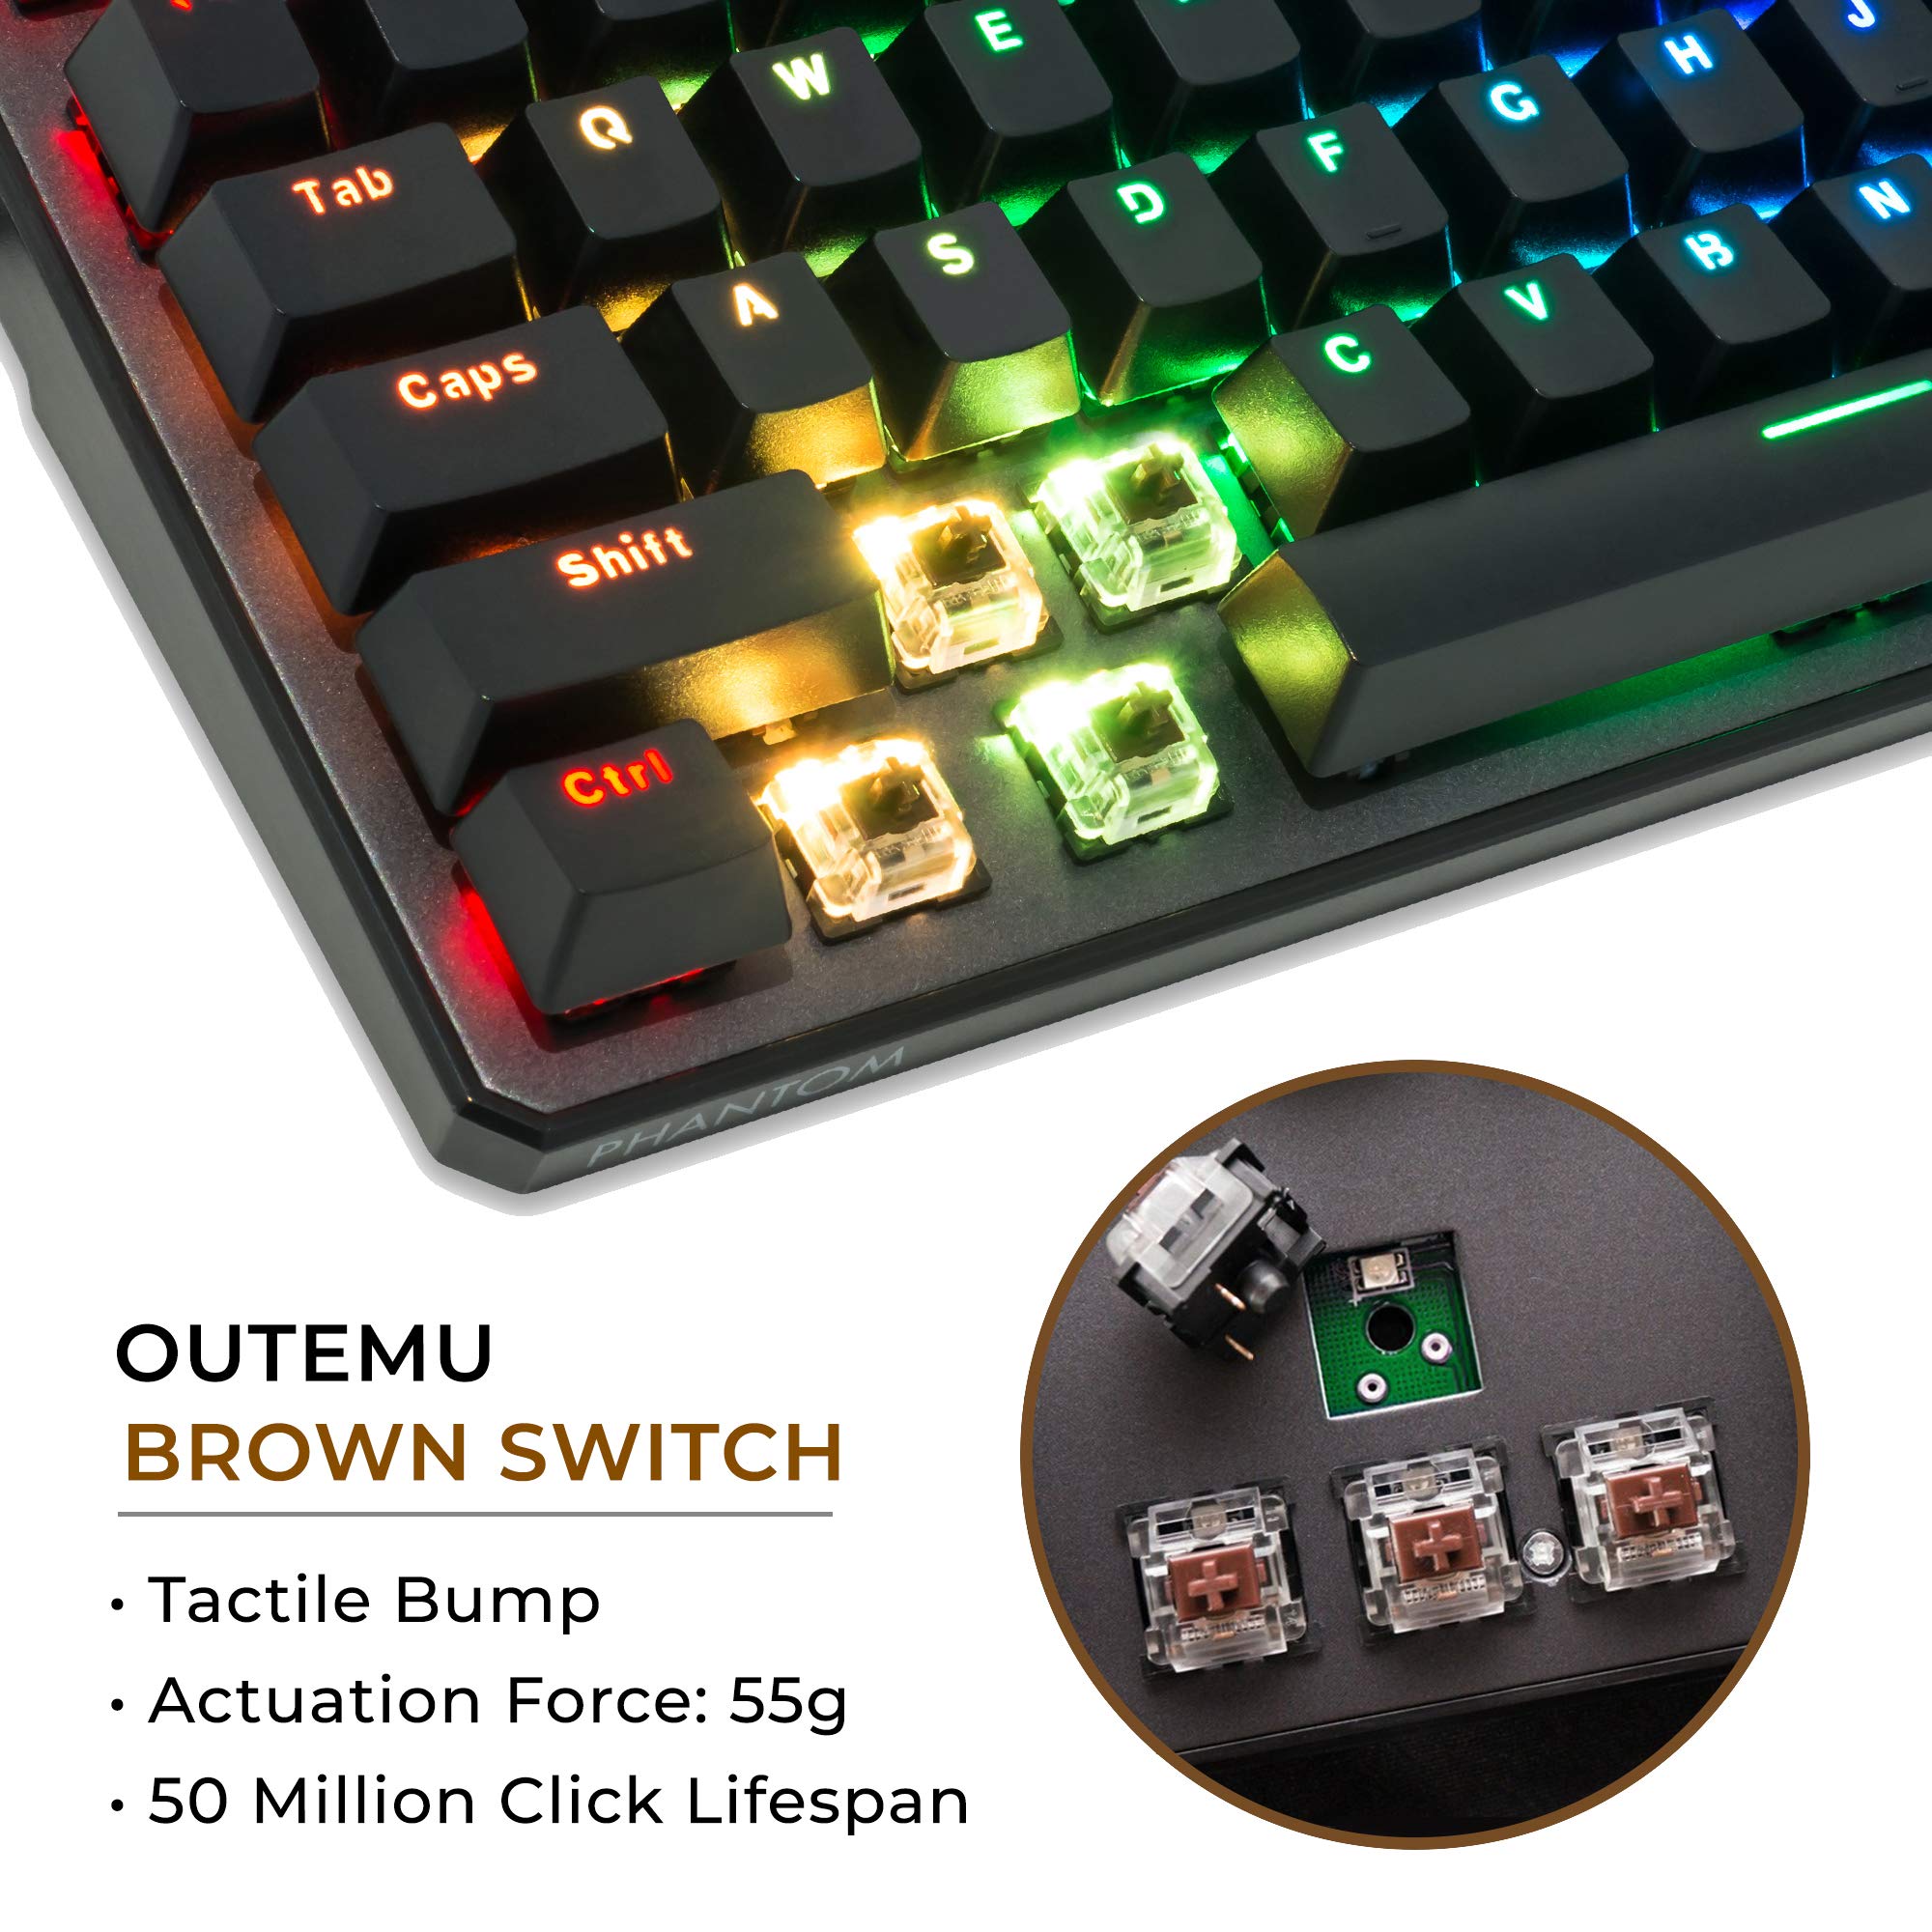 E
W
Q
Tab
J
H
G
F
D
S
A
Caps
N
B
V
C
Shift
Ctrl
PHANTOM
OUTEMU
BROWN SWITCH
• Tactile Bump
• Actuation Force: 55g
• 50 Million Click Lifespan